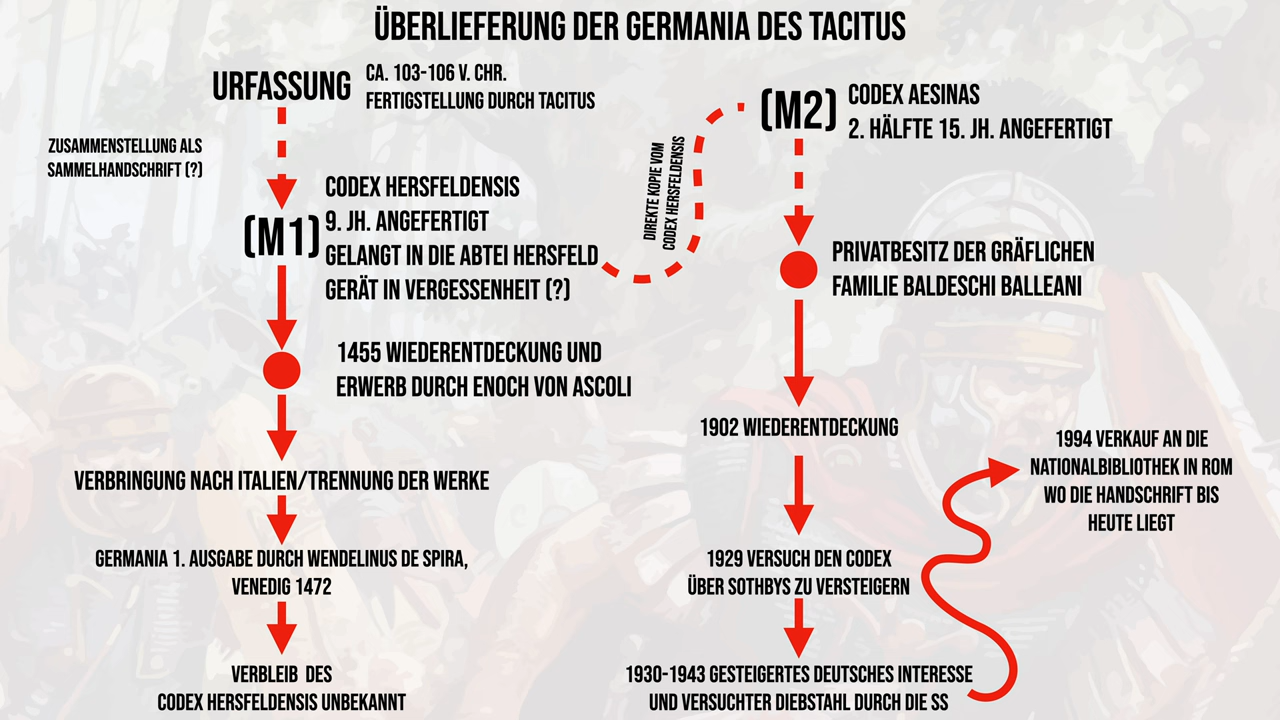 ÜBERLIEFERUNG DER GERMANIA DES TACITUS
URFASSUNG
CA. 103-106 V. CHR.
FERTIGSTELLUNG DURCH TACITUS
ZUSAMMENSTELLUNG ALS
SAMMELHANDSCHRIFT (?)
(M1)
CODEX HERSFELDENSIS
9. JH. ANGEFERTIGT
GELANGT IN DIE ABTEI HERSFELD
GERÄT IN VERGESSENHEIT (?)
1455 WIEDERENTDECKUNG UND
ERWERB DURCH ENOCH VON ASCOLI
VERBRINGUNG NACH ITALIEN/TRENNUNG DER WERKE
GERMANIA 1. AUSGABE DURCH WENDELINUS DE SPIRA,
VENEDIG 1472
VERBLEIB DES
CODEX HERSFELDENSIS UNBEKANNT
DIREKTE KOPIE VOM
CODEX HERSFELDENSIS
(M2)
CODEX AESINAS
2. HÄLFTE 15. JH. ANGEFERTIGT
PRIVATBESITZ DER GRÄFLICHEN
FAMILIE BALDESCHI BALLEANI
1902 WIEDERENTDECKUNG
1929 VERSUCH DEN CODEX
ÜBER SOTHBYS ZU VERSTEIGERN
1930-1943 GESTEIGERTES DEUTSCHES INTERESSE
UND VERSUCHTER DIEBSTAHL DURCH DIE SS
1994 VERKAUF AN DIE
NATIONALBIBLIOTHEK IN ROM
WO DIE HANDSCHRIFT BIS
HEUTE LIEGT